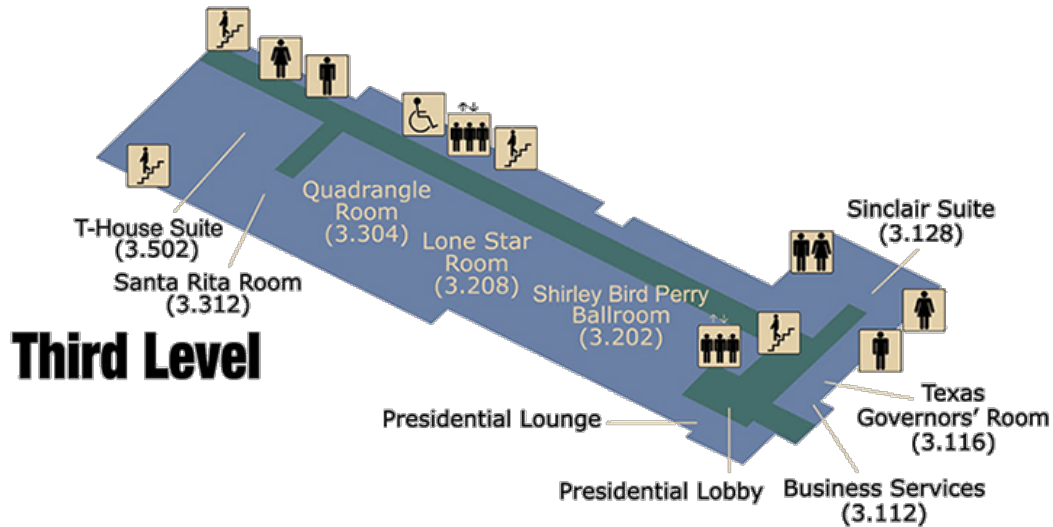 Quadrangle
Room
(3.304)
Lone Star
Room
(3.208)
Shirley Bird Perry
Ballroom
(3.202)
Sinclair Suite
(3.128)
T-House Suite
(3.502)
Santa Rita Room
(3.312)
Third Level
Texas
Governors' Room
(3.116)
Presidential Lounge
Presidential Lobby
Business Services
(3.112)